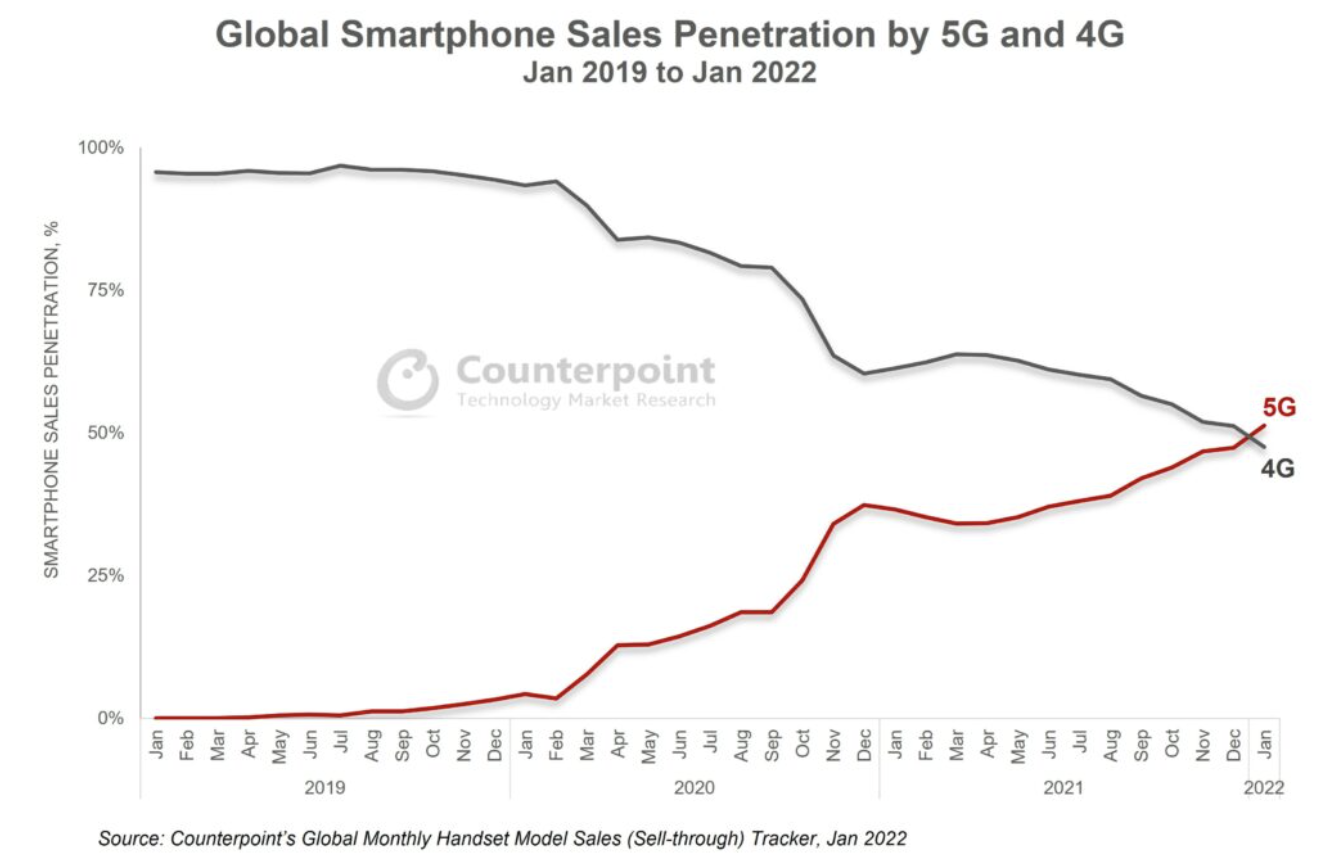 Global Smartphone Sales Penetration by 5G and 4G
Jan 2019 to Jan 2022
100%
75%
50%
25%
0%
SMARTPHONE SALES PENETRATION, %
Counterpoint
Technology Market Research
5G
4G
Jan Feb Mar Apr May Jun Jul Aug Sep Oct Nov Dec Jan Feb Mar Apr May Jun Jul Aug Sep Oct Nov Dec Jan Feb Mar Apr May Jun Jul Aug Sep Oct Nov Dec Jan
2019 2020 2021 2022
Source: Counterpoint's Global Monthly Handset Model Sales (Sell-through) Tracker, Jan 2022